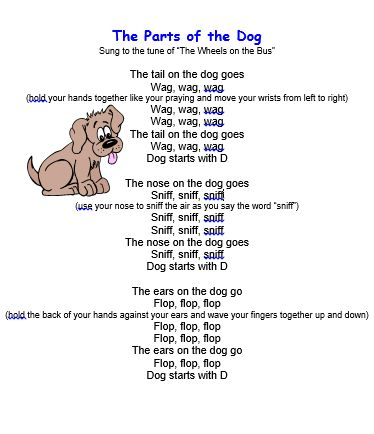 The Parts of the Dog
Sung to the tune of "The Wheels on the Bus"
The tail on the dog goes
Wag, wag, wag
(hold your hands together like your praying and move your wrists from left to right)
Wag, wag, wag
Wag, wag, wag
The tail on the dog goes
Wag, wag, wag
Dog starts with D
The nose on the dog goes
Sniff, sniff, sniff
(use your nose to sniff the air as you say the word "sniff")
Sniff, sniff, sniff
Sniff, sniff, sniff
The nose on the dog goes
Sniff, sniff, sniff
Dog starts with D
The ears on the dog go
Flop, flop, flop
(hold the back of your hands against your ears and wave your fingers together up and down)
Flop, flop, flop
Flop, flop, flop
The ears on the dog go
Flop, flop, flop
Dog starts with D